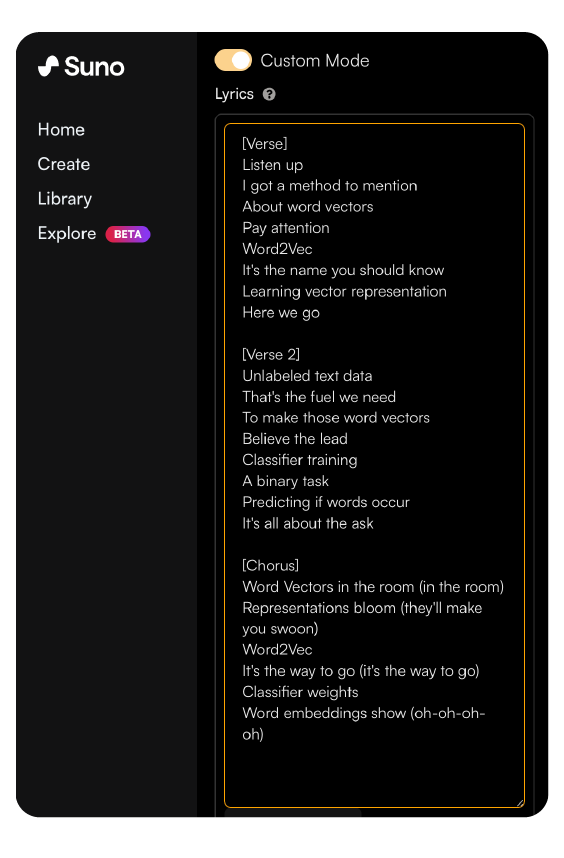 Suno
Home
Create
Library
Explore BETA
Custom Mode
Lyrics ?
[Verse]
Listen up
I got a method to mention
About word vectors
Pay attention
Word2Vec
It's the name you should know
Learning vector representation
Here we go
[Verse 2]
Unlabeled text data
That's the fuel we need
To make those word vectors
Believe the lead
Classifier training
A binary task
Predicting if words occur
It's all about the ask
[Chorus]
Word Vectors in the room (in the room)
Representations bloom (they'll make
you swoon)
Word2Vec
It's the way to go (it's the way to go)
Classifier weights
Word embeddings show (oh-oh-oh-
oh)